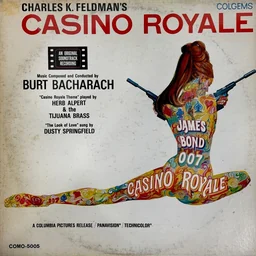 CHARLES K. FELDMAN'S
COLGEMS
CASINO ROYALE
AN ORIGINAL
SOUNDTRACK
RECORDING
Music Composed and Conducted by
BURT BACHARACH
"Casino Royale Theme" played by
HERB ALPERT
& the
TIJUANA BRASS
"The Look of Love" sung by
DUSTY SPRINGFIELD
JAMES
BOND
007
CASINO ROYALE
A COLUMBIA PICTURES RELEASE / PANAVISION® / TECHNICOLOR®
COMO-5005